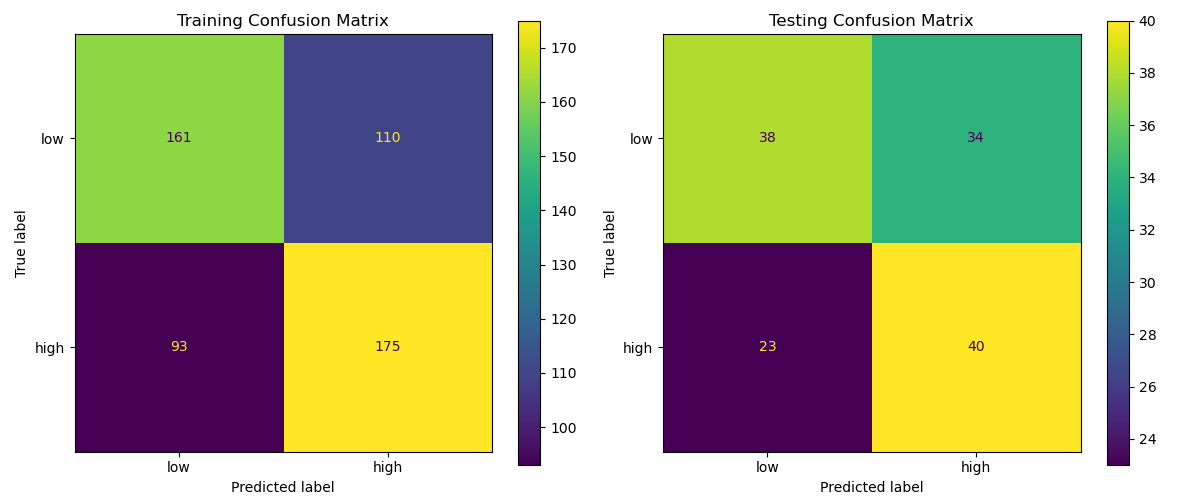 Training Confusion Matrix
True label
low
high
161
110
93
175
low
high
Predicted label
170
160
150
140
130
120
110
100
Testing Confusion Matrix
True label
low
high
38
34
23
40
low
high
Predicted label
40
38
36
34
32
30
28
26
24